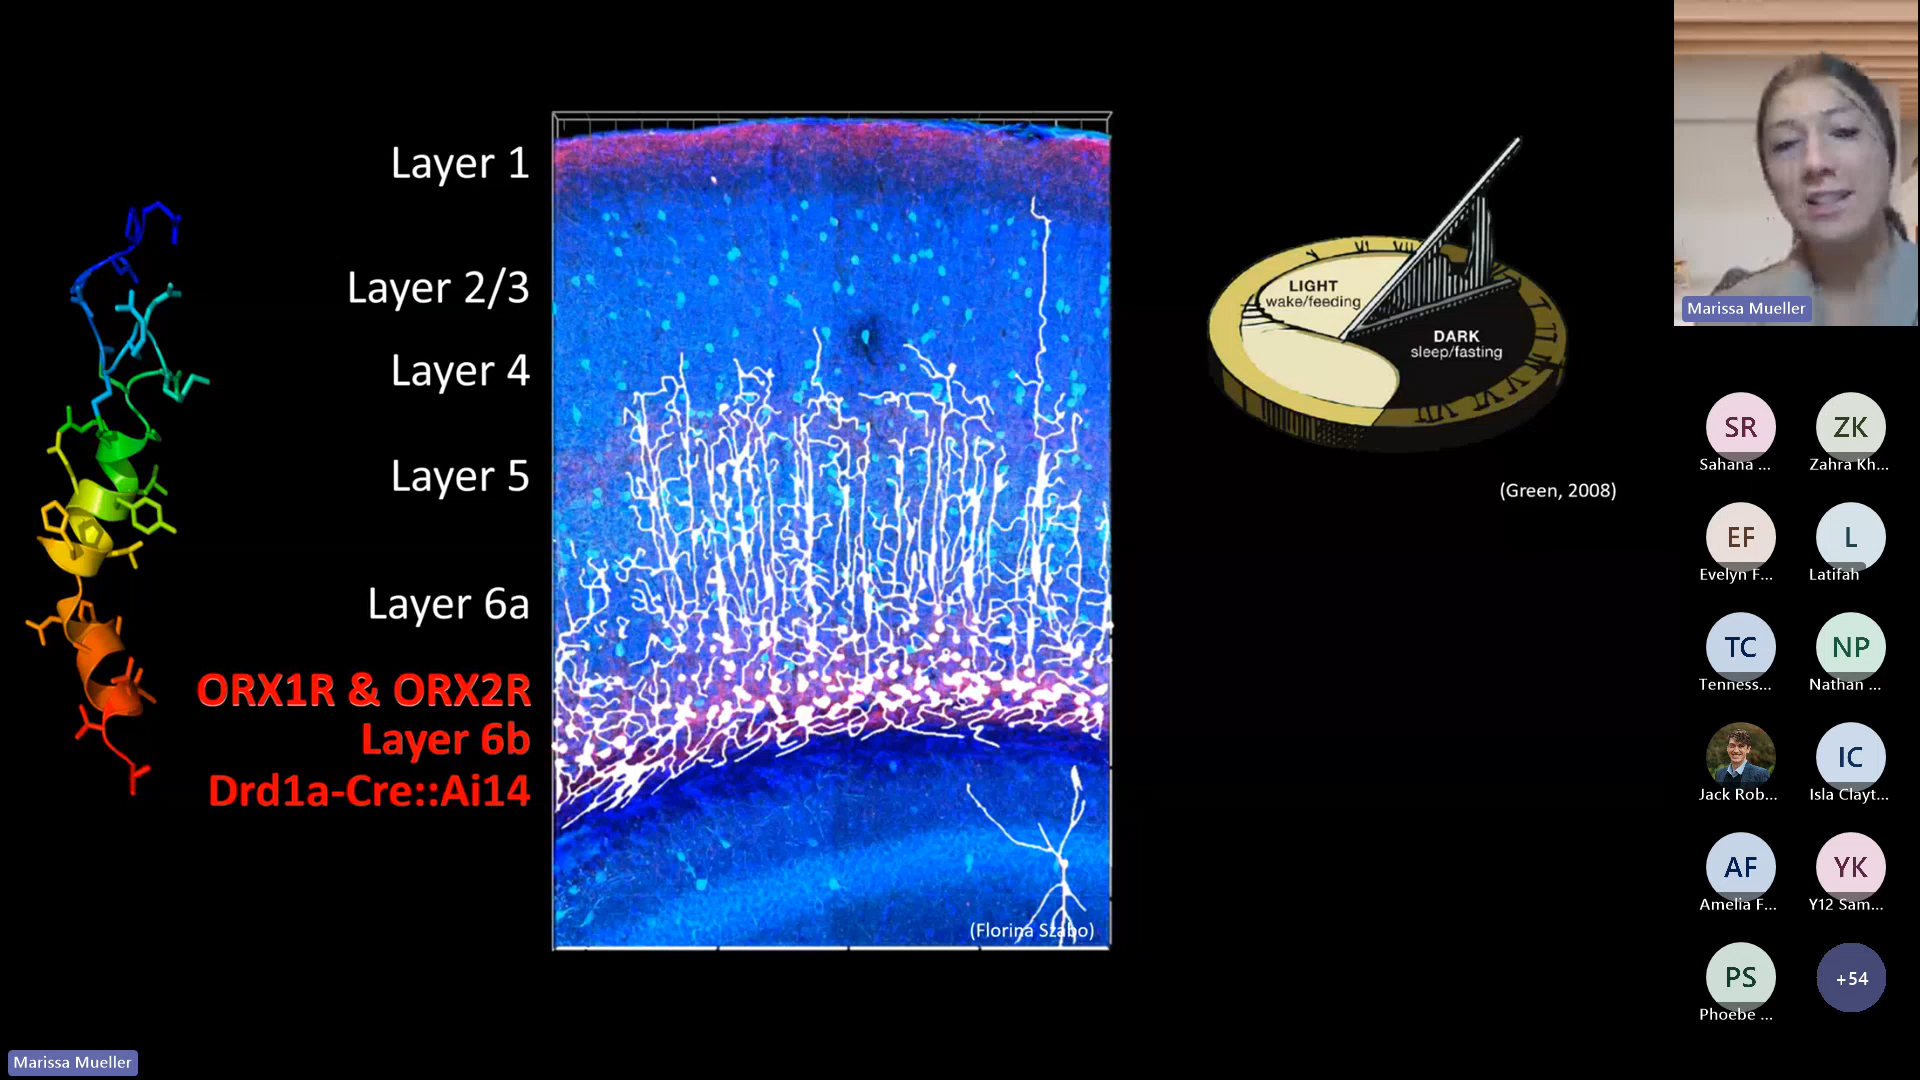 Layer 1
Layer 2/3
Layer 4
Layer 5
Layer 6a
ORX1R & ORX2R
Layer 6b
Drd1a-Cre::Ai14
(Florina Szabo)
V VI VII
LIGHT
wake/feeding
DARK
sleep/fasting
(Green, 2008)
Marissa Mueller
SR
Sahana ...
ZK
Zahra Kh...
EF
Evelyn F...
L
Latifah
TC
Tenness...
NP
Nathan ...
Jack Rob...
IC
Isla Clayt...
AF
Amelia F...
YK
Y12 Sam...
PS
Phoebe ...
+54
Marissa Mueller